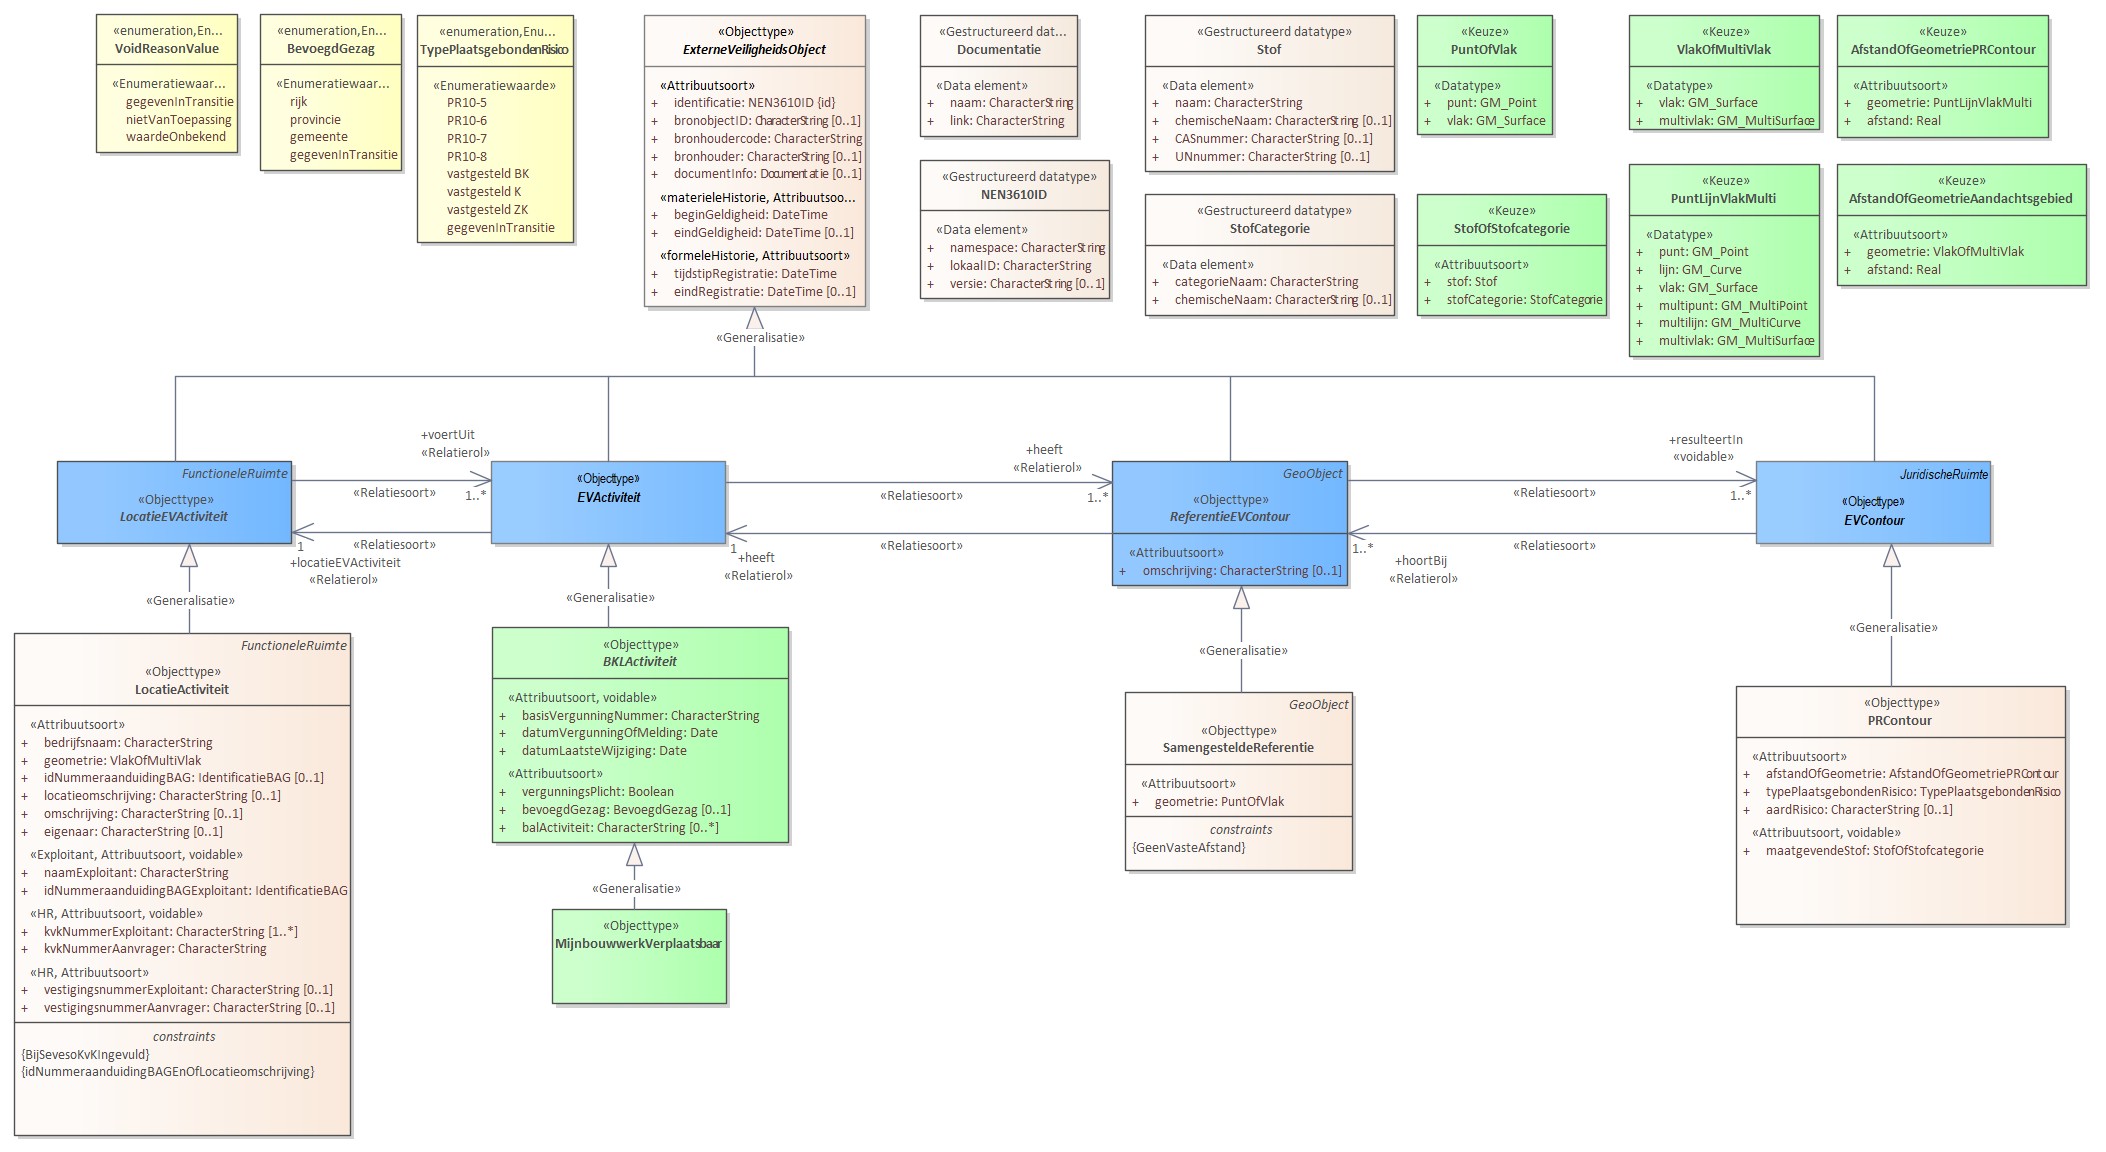 «enumeration,En...
VoidReasonValue
«Enumeratiewaar...
gegevenInTransitie
nietVanToepassing
waardeOnbekend
«enumeration,En...
BevoegdGezag
«Enumeratiewaar...
rijk
provincie
gemeente
gegevenInTransitie
«enumeration,Enu...
TypePlaatsgebondenRisico
«Enumeratiewaarde»
PR10-5
PR10-6
PR10-7
PR10-8
vastgesteld BK
vastgesteld K
vastgesteld ZK
gegevenInTransitie
«Objecttype»
ExterneVeiligheidsObject
«Attribuutsoort»
+ identificatie: NEN3610ID {id}
+ bronobjectID: CharacterString [0..1]
+ bronhoudercode: CharacterString
+ bronhouder: CharacterString [0..1]
+ documentInfo: Documentatie [0..1]
«materieleHistorie, Attribuutsoo...
+ beginGeldigheid: DateTime
+ eindGeldigheid: DateTime [0..1]
«formeleHistorie, Attribuutsoort»
+ tijdstipRegistratie: DateTime
+ eindRegistratie: DateTime [0..1]
«Gestructureerd dat...
Documentatie
«Data element»
+ naam: CharacterString
+ link: CharacterString
«Gestructureerd datatype»
NEN3610ID
«Data element»
+ namespace: CharacterString
+ lokaalID: CharacterString
+ versie: CharacterString [0..1]
«Gestructureerd datatype»
Stof
«Data element»
+ naam: CharacterString
+ chemischeNaam: CharacterString [0..1]
+ CASnummer: CharacterString [0..1]
+ UNnummer: CharacterString [0..1]
«Gestructureerd datatype»
StofCategorie
«Data element»
+ categorieNaam: CharacterString
+ chemischeNaam: CharacterString [0..1]
«Keuze»
PuntOfVlak
«Datatype»
+ punt: GM_Point
+ vlak: GM_Surface
«Keuze»
StofOfStofcategorie
«Attribuutsoort»
+ stof: Stof
+ stofCategorie: StofCategorie
«Keuze»
VlakOfMultiVlak
«Datatype»
+ vlak: GM_Surface
+ multivlak: GM_MultiSurface
«Keuze»
PuntLijnVlakMulti
«Datatype»
+ punt: GM_Point
+ lijn: GM_Curve
+ vlak: GM_Surface
+ multipunt: GM_MultiPoint
+ multilijn: GM_MultiCurve
+ multivlak: GM_MultiSurface
«Keuze»
AfstandOfGeometriePRContour
«Attribuutsoort»
+ geometrie: PuntLijnVlakMulti
+ afstand: Real
«Keuze»
AfstandOfGeometrieAandachtsgebied
«Attribuutsoort»
+ geometrie: VlakOfMultiVlak
+ afstand: Real
«Generalisatie»
FunctioneleRuimte
«Objecttype»
LocatieEVActiviteit
+voertUit
«Relatierol»
«Relatiesoort»
1..*
«Relatiesoort»
1
+locatieEVActiviteit
«Relatierol»
«Objecttype»
EVActiviteit
+heeft
«Relatierol»
«Relatiesoort»
1..*
«Relatiesoort»
1
+heeft
«Relatierol»
GeoObject
«Objecttype»
ReferentieEVContour
«Attribuutsoort»
+ omschrijving: CharacterString [0..1]
+resulteertIn
«voidable»
«Relatiesoort»
1..*
«Relatiesoort»
1..*
+hoortBij
«Relatierol»
JuridischeRuimte
«Objecttype»
EVContour
«Generalisatie»
«Generalisatie»
«Generalisatie»
«Generalisatie»
FunctioneleRuimte
«Objecttype»
LocatieActiviteit
«Attribuutsoort»
+ bedrijfsnaam: CharacterString
+ geometrie: VlakOfMultiVlak
+ idNummeraanduidingBAG: IdentificatieBAG [0..1]
+ locatieomschrijving: CharacterString [0..1]
+ omschrijving: CharacterString [0..1]
+ eigenaar: CharacterString [0..1]
«Exploitant, Attribuutsoort, voidable»
+ naamExploitant: CharacterString
+ idNummeraanduidingBAGExploitant: IdentificatieBAG
«HR, Attribuutsoort, voidable»
+ kvkNummerExploitant: CharacterString [1..*]
+ kvkNummerAanvrager: CharacterString
«HR, Attribuutsoort»
+ vestigingsnummerExploitant: CharacterString [0..1]
+ vestigingsnummerAanvrager: CharacterString [0..1]
constraints
{BijSevesoKvKIngevuld}
{idNummeraanduidingBAGEnOfLocatieomschrijving}
«Objecttype»
BKLActiviteit
«Attribuutsoort, voidable»
+ basisVergunningNummer: CharacterString
+ datumVergunningOfMelding: Date
+ datumLaatsteWijziging: Date
«Attribuutsoort»
+ vergunningsPlicht: Boolean
+ bevoegdGezag: BevoegdGezag [0..1]
+ balActiviteit: CharacterString [0..*]
«Generalisatie»
«Objecttype»
MijnbouwwerkVerplaatsbaar
GeoObject
«Objecttype»
SamengesteldeReferentie
«Attribuutsoort»
+ geometrie: PuntOfVlak
constraints
{GeenVasteAfstand}
«Objecttype»
PRContour
«Attribuutsoort»
+ afstandOfGeometrie: AfstandOfGeometriePRContour
+ typePlaatsgebondenRisico: TypePlaatsgebondenRisico
+ aardRisico: CharacterString [0..1]
«Attribuutsoort, voidable»
+ maatgevendeStof: StofOfStofcategorie